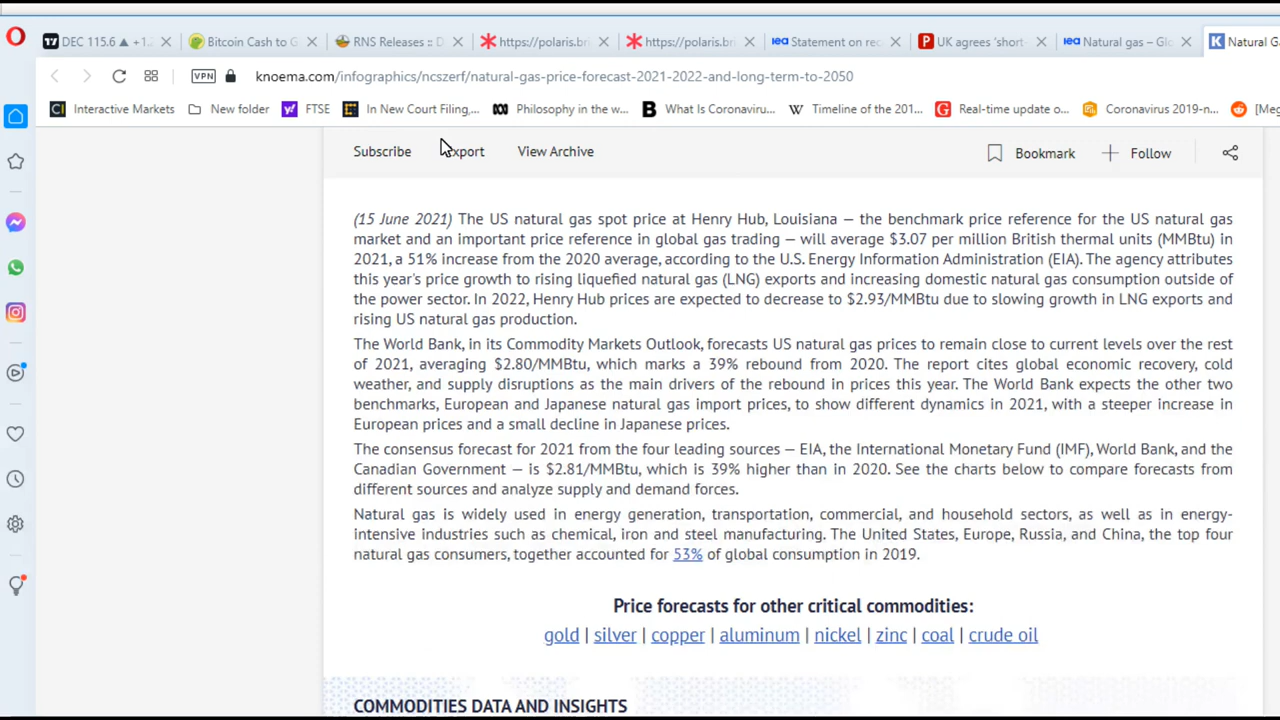 DEC 115.6 ▲ +1.
Bitcoin Cash to G
RNS Releases :: D
https://polaris.bri
https://polaris.bri
iea Statement on rec
UK agrees 'short-
iea Natural gas – Glo
K Natural Ga
VPN knoema.com/infographics/ncszerf/natural-gas-price-forecast-2021-2022-and-long-term-to-2050
CI Interactive Markets
New folder
FTSE
In New Court Filing,...
Philosophy in the w...
B What Is Coronaviru...
W Timeline of the 201...
G Real-time update o...
Coronavirus 2019-n...
[Meg
Subscribe
Export
View Archive
Bookmark
Follow
(15 June 2021) The US natural gas spot price at Henry Hub, Louisiana — the benchmark price reference for the US natural gas
market and an important price reference in global gas trading — will average $3.07 per million British thermal units (MMBtu) in
2021, a 51% increase from the 2020 average, according to the U.S. Energy Information Administration (EIA). The agency attributes
this year's price growth to rising liquefied natural gas (LNG) exports and increasing domestic natural gas consumption outside of
the power sector. In 2022, Henry Hub prices are expected to decrease to $2.93/MMBtu due to slowing growth in LNG exports and
rising US natural gas production.
The World Bank, in its Commodity Markets Outlook, forecasts US natural gas prices to remain close to current levels over the rest
of 2021, averaging $2.80/MMBtu, which marks a 39% rebound from 2020. The report cites global economic recovery, cold
weather, and supply disruptions as the main drivers of the rebound in prices this year. The World Bank expects the other two
benchmarks, European and Japanese natural gas import prices, to show different dynamics in 2021, with a steeper increase in
European prices and a small decline in Japanese prices.
The consensus forecast for 2021 from the four leading sources — EIA, the International Monetary Fund (IMF), World Bank, and the
Canadian Government — is $2.81/MMBtu, which is 39% higher than in 2020. See the charts below to compare forecasts from
different sources and analyze supply and demand forces.
Natural gas is widely used in energy generation, transportation, commercial, and household sectors, as well as in energy-
intensive industries such as chemical, iron and steel manufacturing. The United States, Europe, Russia, and China, the top four
natural gas consumers, together accounted for 53% of global consumption in 2019.
Price forecasts for other critical commodities:
gold | silver | copper | aluminum | nickel | zinc | coal | crude oil
COMMODITIES DATA AND INSIGHTS